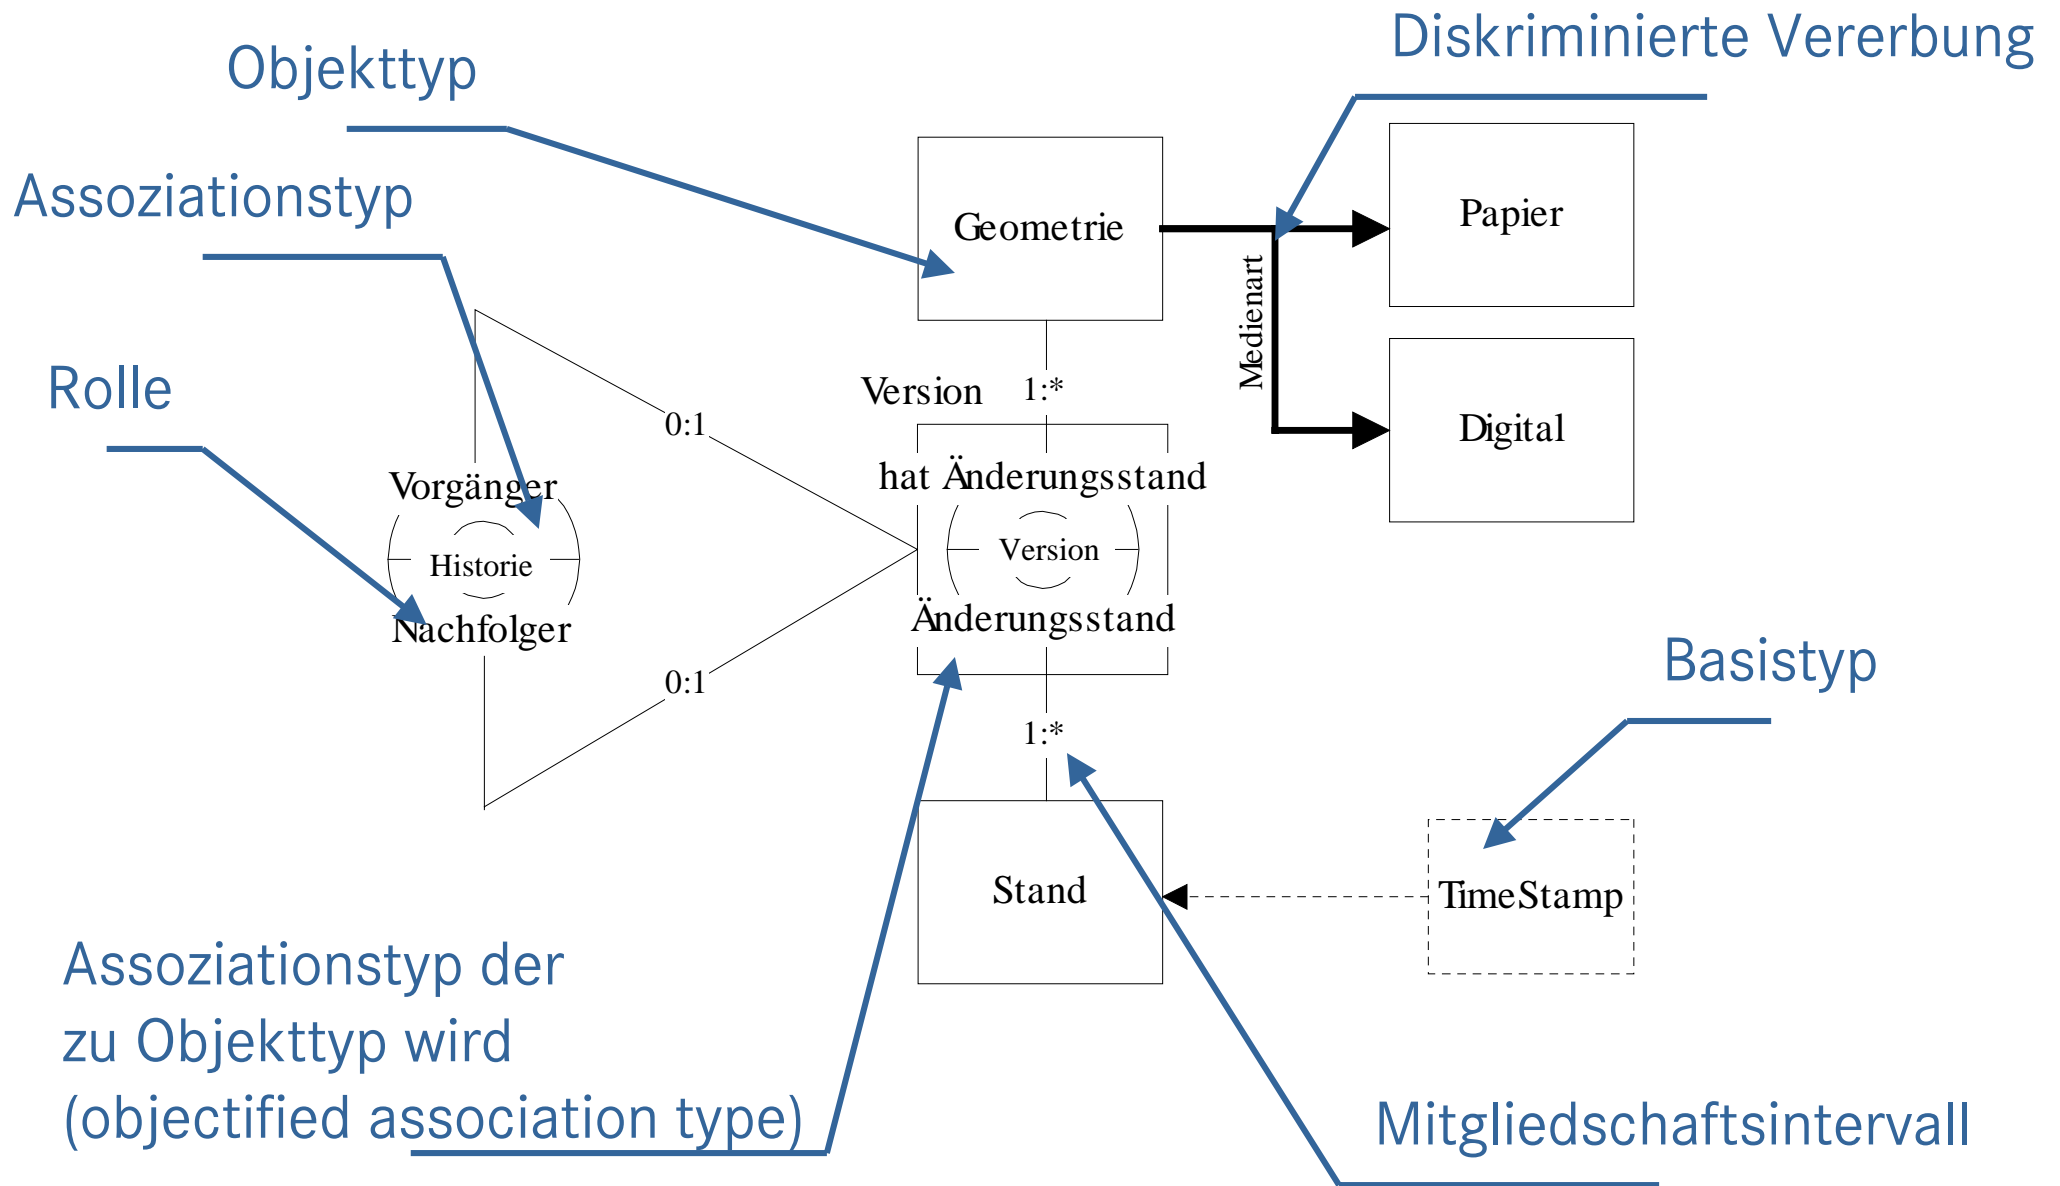 Diskriminierte Vererbung
Objekttyp
Assoziationstyp
Papier
Geometrie
Medienart
Rolle
Version
1:*
0:1
Digital
Vorgänger
hat Änderungsstand
Historie
Version
Nachfolger
Änderungsstand
0:1
Basistyp
1:*
Stand
TimeStamp
Assoziationstyp der
zu Objekttyp wird
(objectified association type)
Mitgliedschaftsintervall